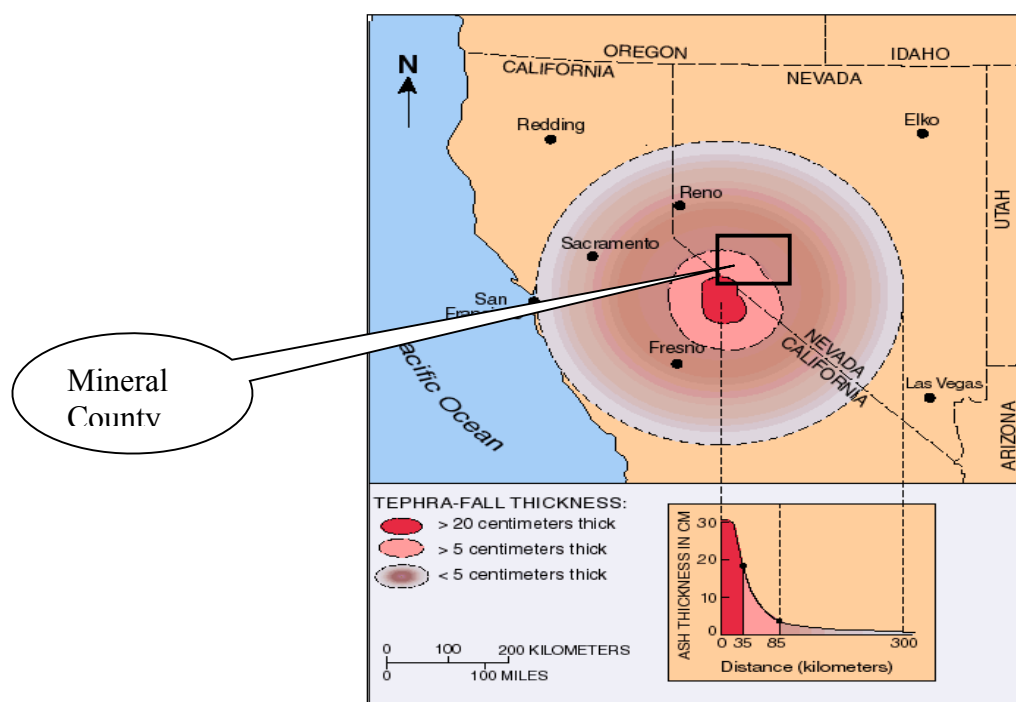 OREGON
IDAHO
CALIFORNIA
NEVADA
N
Redding
Elko
UTAH
Reno
Sacramento
San
Mineral
County
Fresno
NEVADA
CALIFORNIA
Las Vegas
Ocean
ARIZONA
TEPHRA-FALL THICKNESS:
> 20 centimeters thick
> 5 centimeters thick
< 5 centimeters thick
0 100 200 KILOMETERS
0 100 MILES
ASH THICKNESS IN CM
30
20
10
0
0 35 85 300
Distance (kilometers)